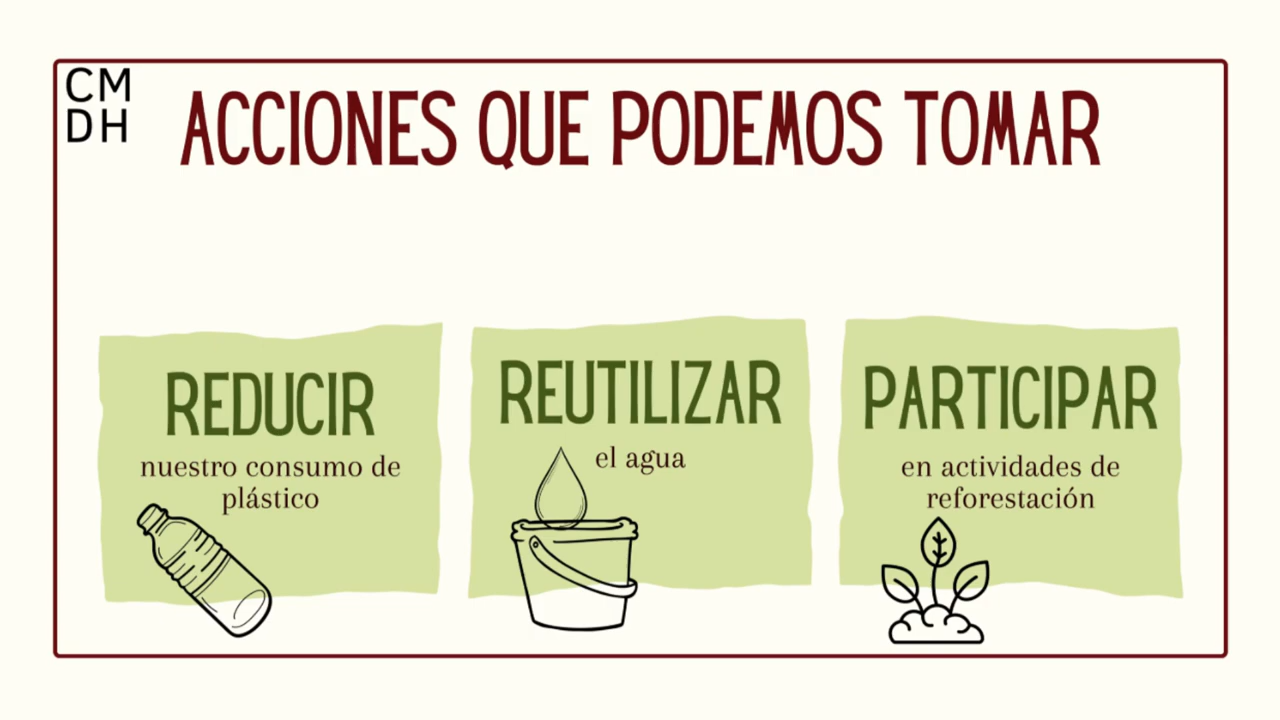 CM
DH
ACCIONES QUE PODEMOS TOMAR
REDUCIR
nuestro consumo de
plástico
REUTILIZAR
el agua
PARTICIPAR
en actividades de
reforestación